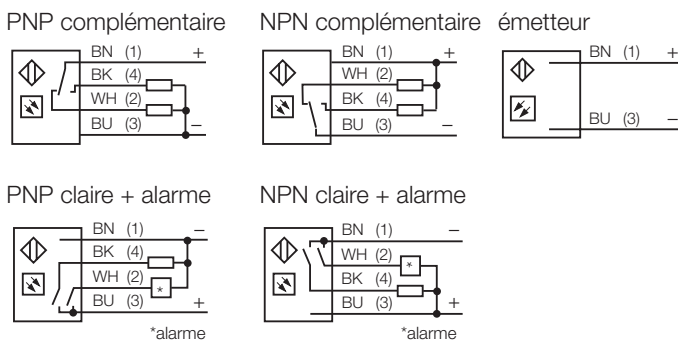 PNP complémentaire
BN (1) +
BK (4)
WH (2)
BU (3) –
NPN complémentaire
BN (1) +
WH (2)
BK (4)
BU (3) –
émetteur
BN (1) +
BU (3) –
PNP claire + alarme
BN (1) –
BK (4)
WH (2) *
BU (3) +
*alarme
NPN claire + alarme
BN (1) –
WH (2) *
BK (4)
BU (3) +
*alarme